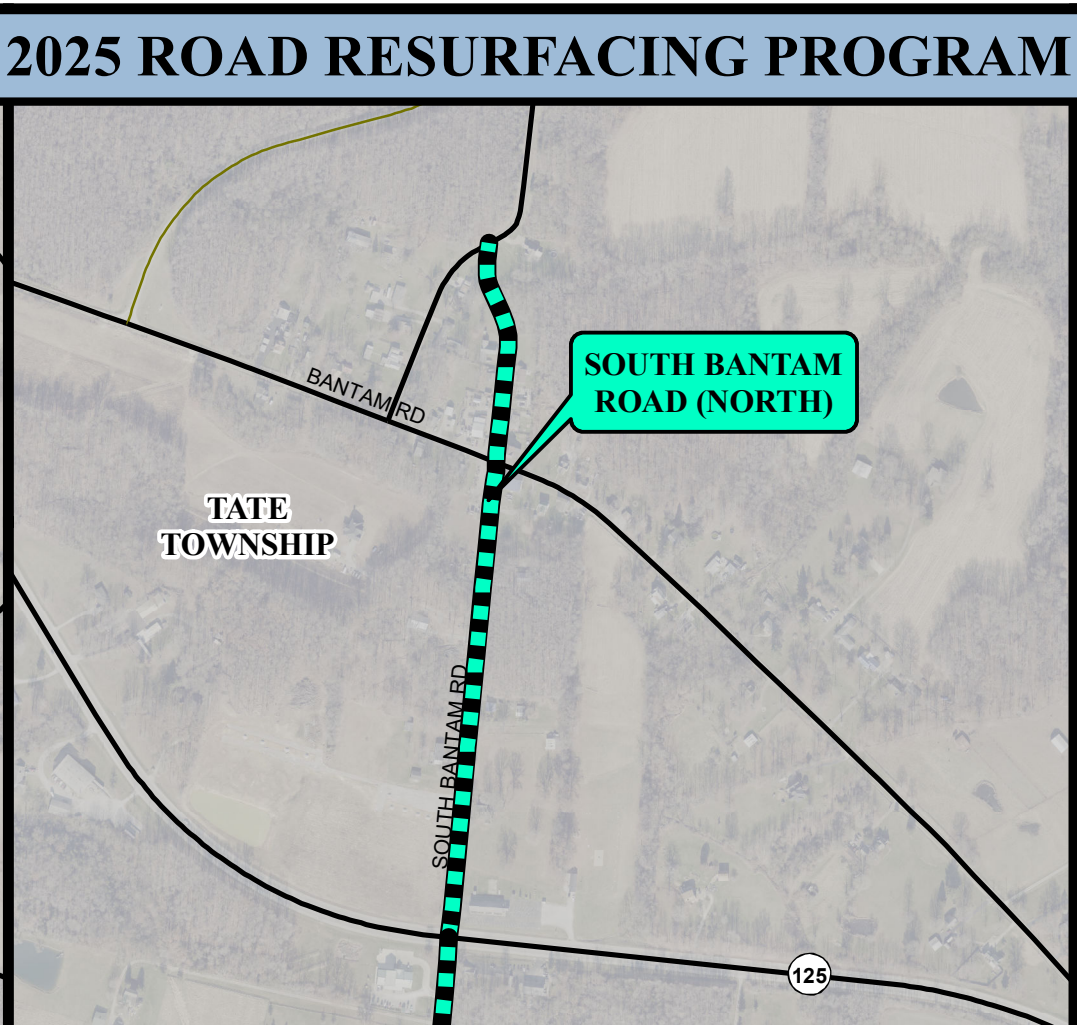 2025 ROAD RESURFACING PROGRAM
BANTAM RD
SOUTH BANTAM
ROAD (NORTH)
TATE
TOWNSHIP
SOUTH BANTAM RD
125